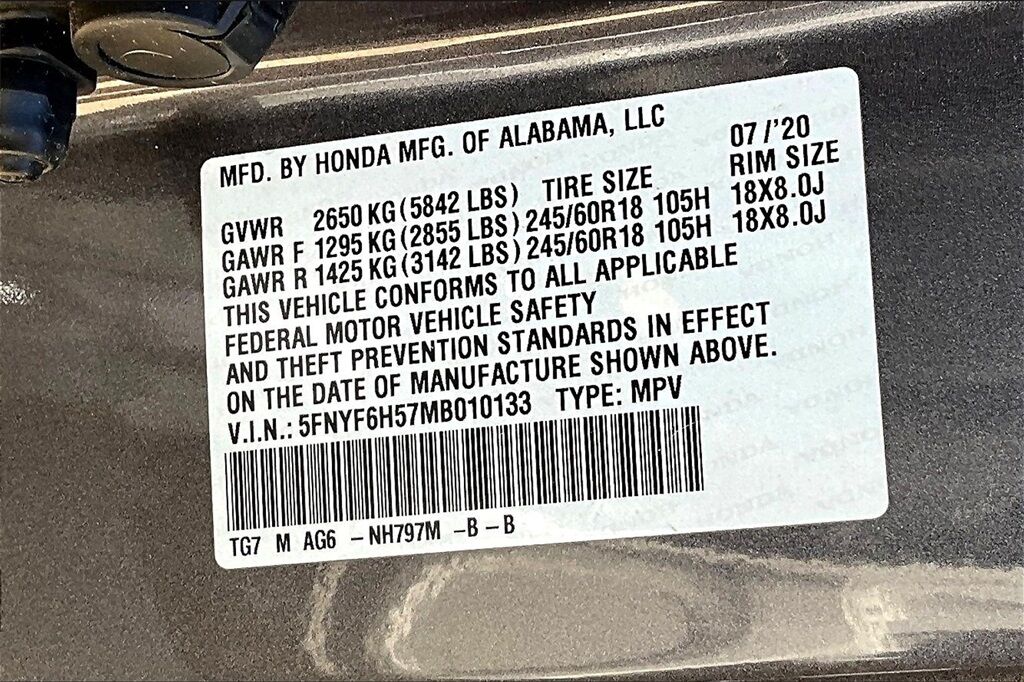 MFD. BY HONDA MFG. OF ALABAMA, LLC 07/'20
GVWR 2650 KG (5842 LBS) TIRE SIZE RIM SIZE
GAWR F 1295 KG (2855 LBS) 245/60R18 105H 18X8.0J
GAWR R 1425 KG (3142 LBS) 245/60R18 105H 18X8.0J
THIS VEHICLE CONFORMS TO ALL APPLICABLE
FEDERAL MOTOR VEHICLE SAFETY
AND THEFT PREVENTION STANDARDS IN EFFECT
ON THE DATE OF MANUFACTURE SHOWN ABOVE.
V.I.N.: 5FNYF6H57MB010133 TYPE: MPV
TG7 M AG6 -NH797M -B-B